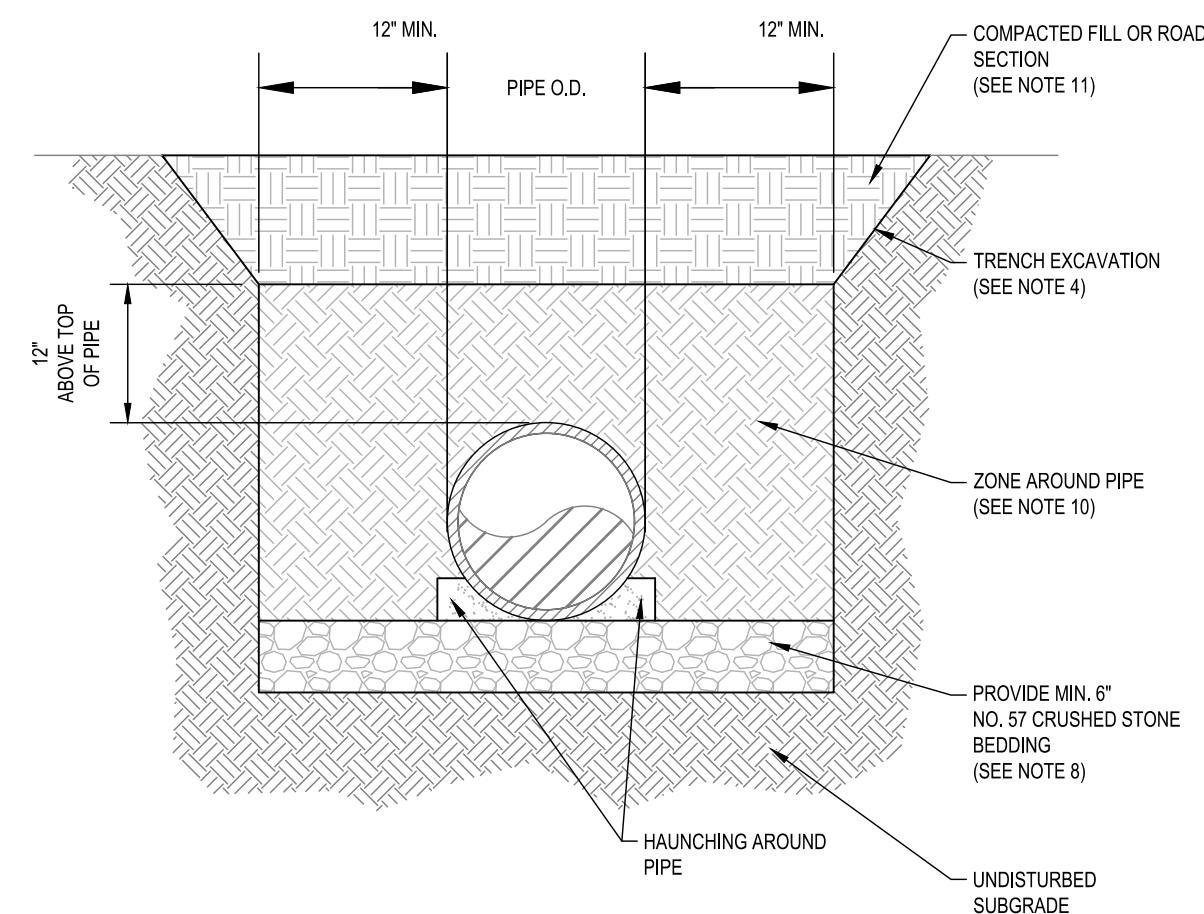 12" MIN.
12" MIN.
PIPE O.D.
COMPACTED FILL OR ROAD
SECTION
(SEE NOTE 11)
TRENCH EXCAVATION
(SEE NOTE 4)
12"
ABOVE TOP
OF PIPE
ZONE AROUND PIPE
(SEE NOTE 10)
PROVIDE MIN. 6"
NO. 57 CRUSHED STONE
BEDDING
(SEE NOTE 8)
HAUNCHING AROUND
PIPE
UNDISTURBED
SUBGRADE